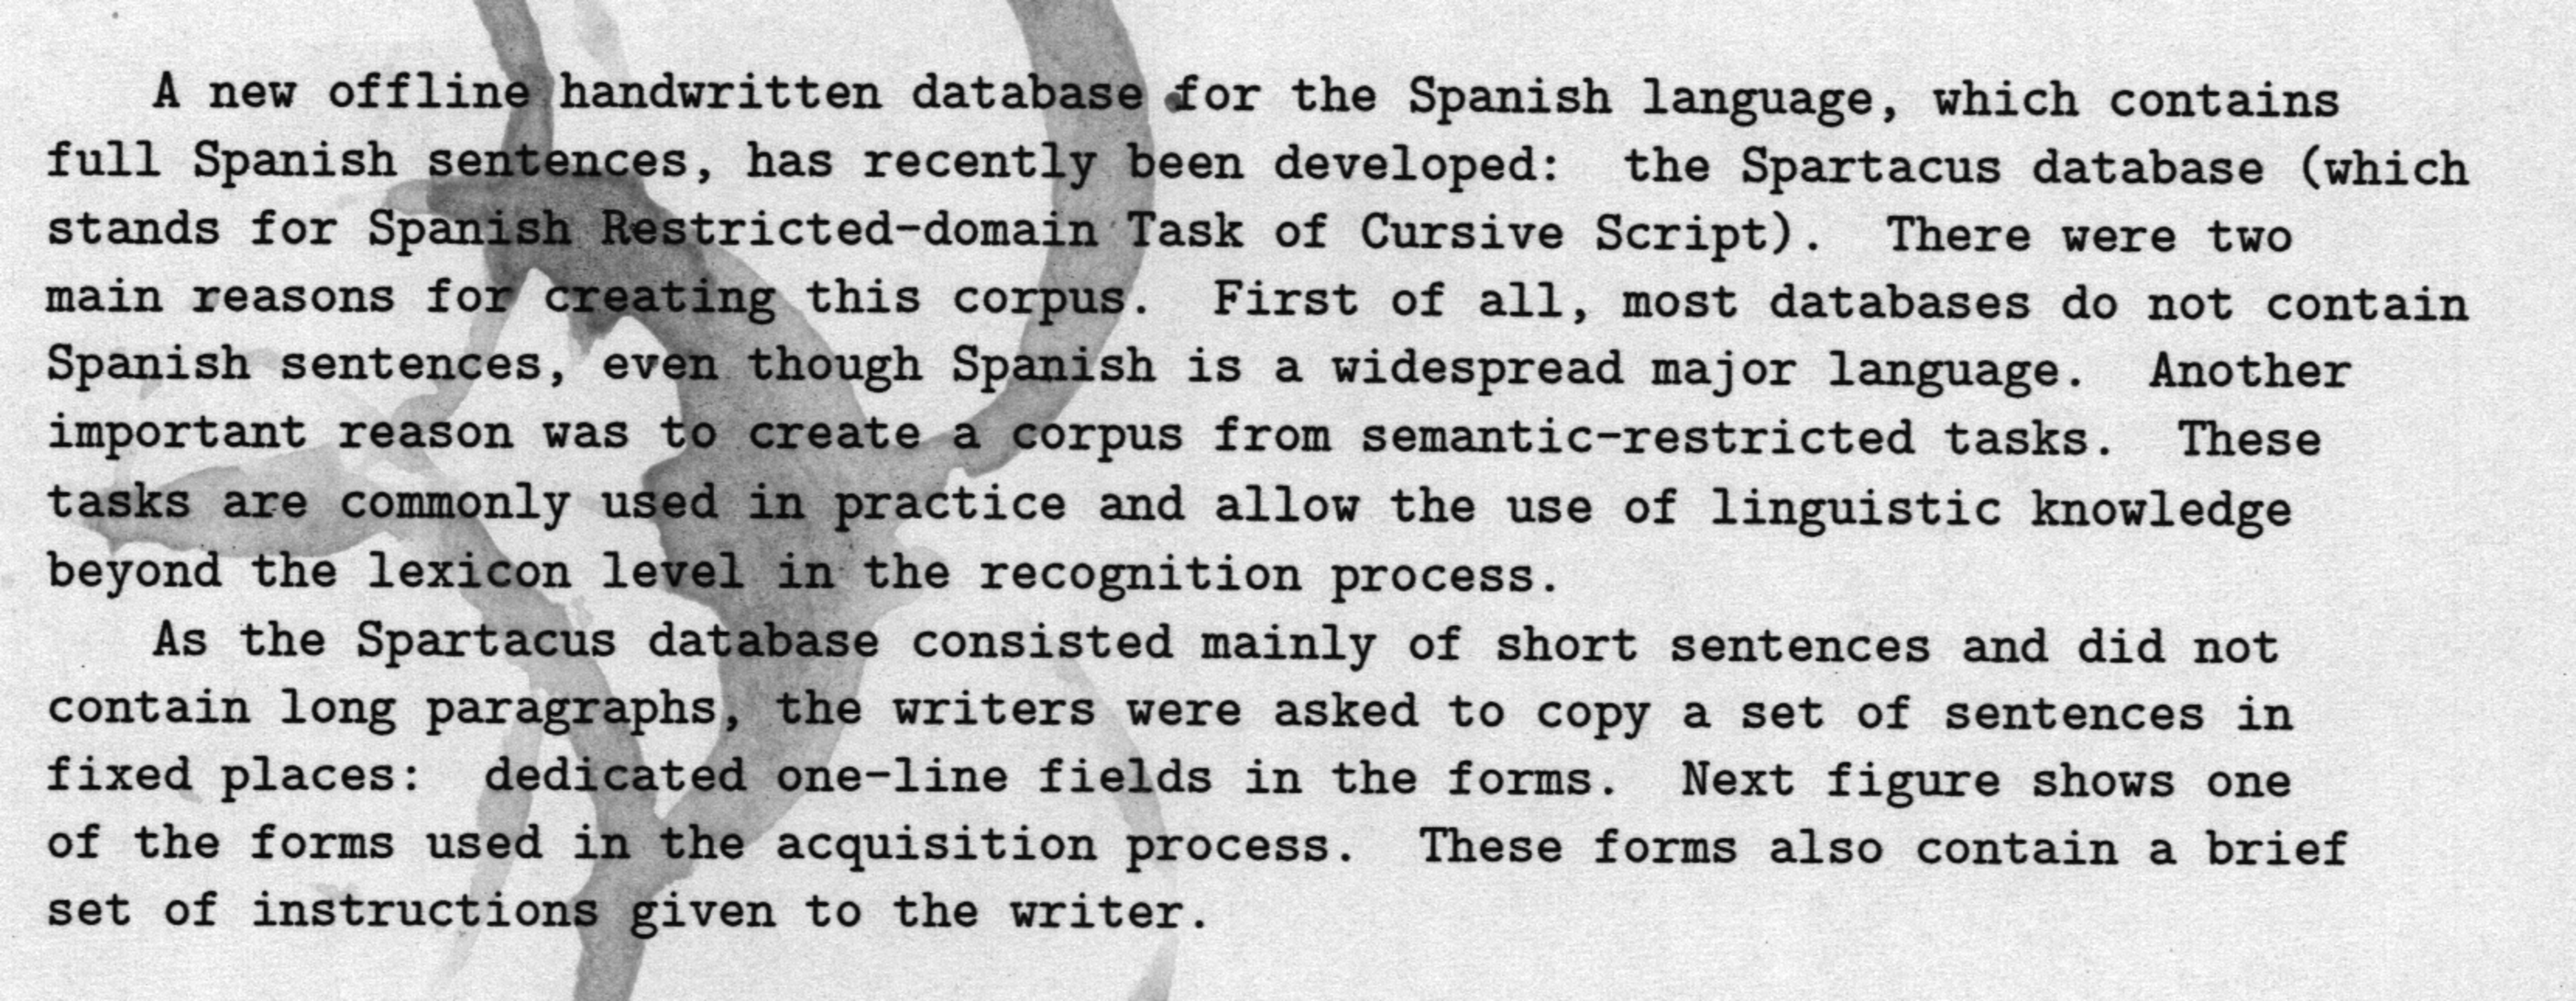 A new offline handwritten database for the Spanish language, which contains
full Spanish sentences, has recently been developed: the Spartacus database (which
stands for Spanish Restricted-domain Task of Cursive Script). There were two
main reasons for creating this corpus. First of all, most databases do not contain
Spanish sentences, even though Spanish is a widespread major language. Another
important reason was to create a corpus from semantic-restricted tasks. These
tasks are commonly used in practice and allow the use of linguistic knowledge
beyond the lexicon level in the recognition process.
As the Spartacus database consisted mainly of short sentences and did not
contain long paragraphs, the writers were asked to copy a set of sentences in
fixed places: dedicated one-line fields in the forms. Next figure shows one
of the forms used in the acquisition process. These forms also contain a brief
set of instructions given to the writer.